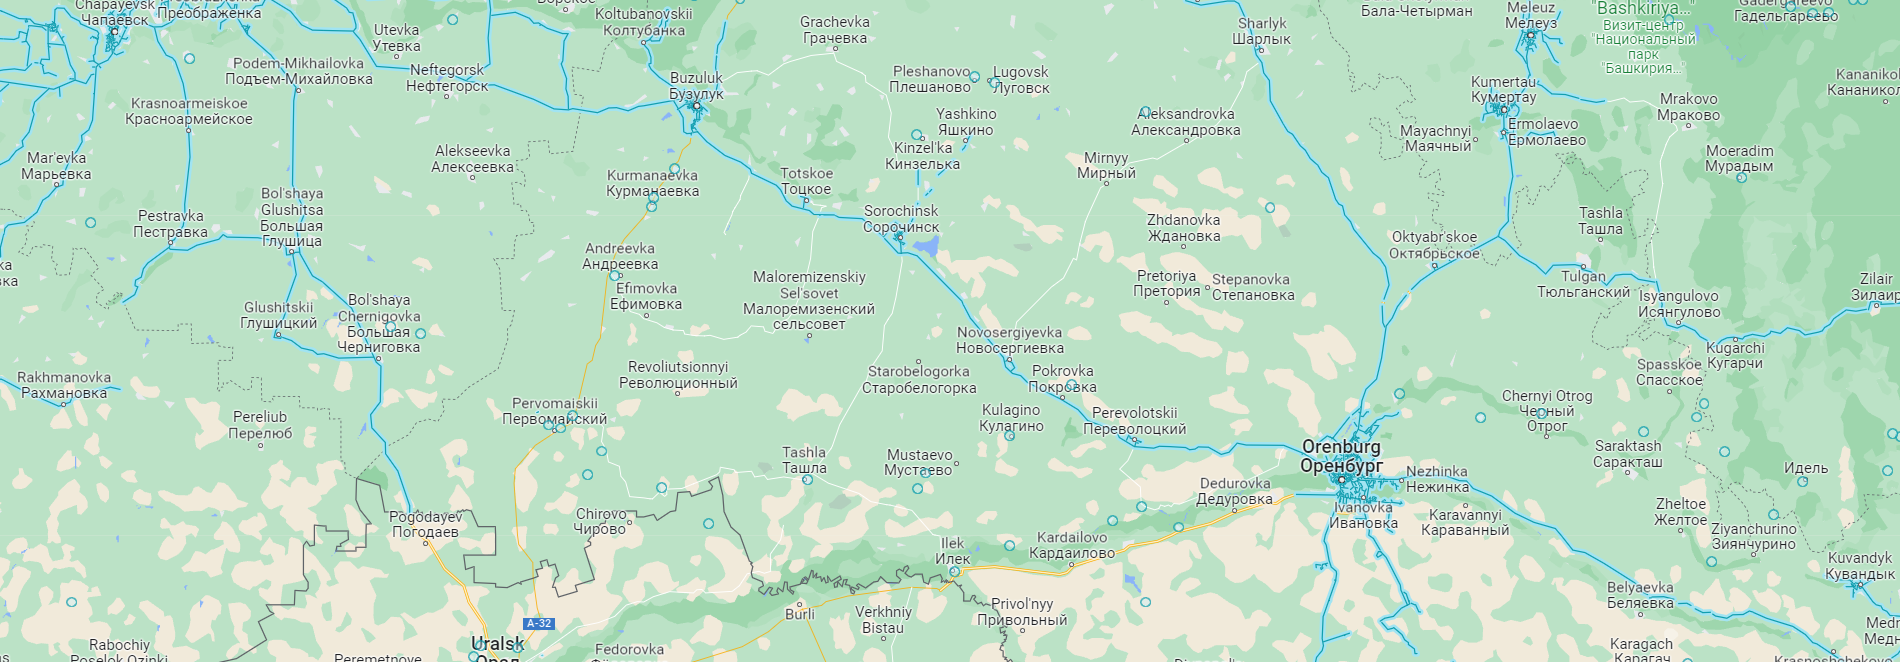 Chapayevsk
Чапаевск
Преображенка
Utevka
Утевка
Koltubanovskii
Колтубанка
Grachevka
Грачевка
Sharlyk
Шарлык
Бала-Четырман
Meleuz
Мелеуз
"Bashkiriya..."
Визит-центр
"Национальный
парк
"Башкирия..."
Гадельгареево
Podem-Mikhailovka
Подъем-Михайловка
Neftegorsk
Нефтегорск
Buzuluk
Бузулук
Pleshanovo
Плешаново
Lugovsk
Луговск
Kumertau
Кумертау
Krasnoarmeiskoe
Красноармейское
Yashkino
Яшкино
Aleksandrovka
Александровка
Mayachnyi
Маячный
Ermolaevo
Ермолаево
Mrakovo
Мраково
Mar'evka
Марьевка
Alekseevka
Алексеевка
Kinzel'ka
Кинзелька
Mirnyy
Мирный
Moeradim
Мурадым
Kurmanaevka
Курманаевка
Totskoe
Тоцкое
Bol'shaya
Glushitsa
Большая
Глушица
Pestravka
Пестравка
Sorochinsk
Сорочинск
Zhdanovka
Ждановка
Tashla
Ташла
Oktyabr'skoe
Октябрьское
Andreevka
Андреевка
Efimovka
Ефимовка
Maloremizenskiy
Sel'sovet
Малоремизенский
сельсовет
Pretoriya
Претория
Stepanovka
Степановка
Tulgan
Тюльганский
Isyangulovo
Исянгулово
Zilair
Зилаир
Glushitskii
Глушицкий
Bol'shaya
Chernigovka
Большая
Черниговка
Novosergiyevka
Новосергиевка
Kugarchi
Кугарчи
Rakhmanovka
Рахмановка
Revoliutsionnyi
Революционный
Starobelogorka
Старобелогорка
Pokrovka
Покровка
Spasskoe
Спасское
Pereliub
Перелюб
Pervomaiskii
Первомайский
Kulagino
Кулагино
Perevolotskii
Переволоцкий
Chernyi Otrog
Черный
Отрог
Tashla
Ташла
Mustaevo
Мустаево
Orenburg
Оренбург
Nezhinka
Нежинка
Saraktash
Саракташ
Идель
Dedurovka
Дедуровка
Pogodayev
Погодаев
Chirovo
Чирово
Ivanovka
Ивановка
Karavannyi
Караванный
Zheltoe
Желтое
Ziyanchurino
Зиянчурино
Ilek
Илек
Kardailovo
Кардаилово
Kuvandyk
Кувандык
Belyaevka
Беляевка
Burli
Verkhniy
Bistau
Privol'nyy
Привольный
A-32
Uralsk
Rabochiy
Poselok Ozinki
Peremetnove
Fedorovka
Karagach
Карагач